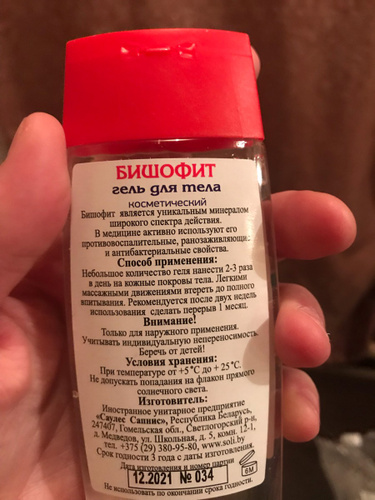 БИШОФИТ
гель для тела
косметический
Бишофит является уникальным минералом
широкого спектра действия.
В медицине активно используют его
противовоспалительные, ранозаживляющие
и антибактериальные свойства.
Способ применения:
Небольшое количество геля нанести 2-3 раза
в день на кожные покровы тела. Легкими
массажными движениями втереть до полного
впитывания. Рекомендуется после двух недель
использования сделать перерыв 1 месяц.
Внимание!
Только для наружного применения.
Учитывать индивидуальную непереносимость.
Беречь от детей!
Условия хранения:
При температуре от +5°С до + 25°С.
Не допускать попадания на флакон прямого
солнечного света.
Изготовитель:
Иностранное унитарное предприятие
«Саулес Саппис», Республика Беларусь,
247407, Гомельская обл., Светлогорский р-н,
д. Медведов, ул. Школьная, д. 5, комн. 12-1,
тел. +375 (29) 380-95-80, www.soli.by
Срок годности 3 года с даты изготовления.
Дата изготовления и номер партии
12.2021 № 034
6М
Не использовать по окончании срока годности.